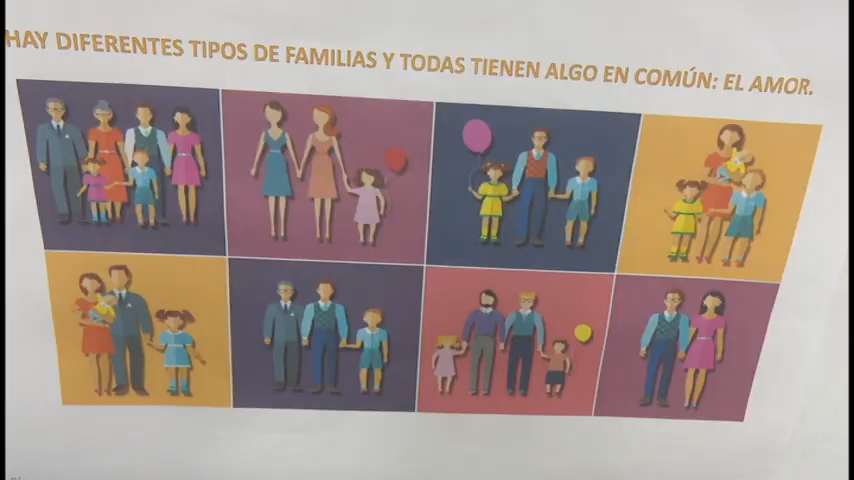 HAY DIFERENTES TIPOS DE FAMILIAS Y TODAS TIENEN ALGO EN COMÚN: EL AMOR.